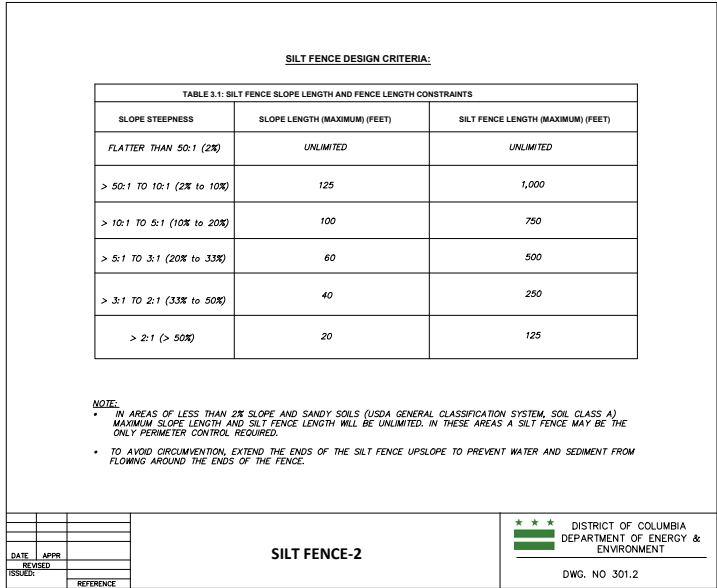 SILT FENCE DESIGN CRITERIA:
TABLE 3.1: SILT FENCE SLOPE LENGTH AND FENCE LENGTH CONSTRAINTS
SLOPE STEEPNESS SLOPE LENGTH (MAXIMUM) (FEET) SILT FENCE LENGTH (MAXIMUM) (FEET)
FLATTER THAN 50:1 (2%) UNLIMITED UNLIMITED
> 50:1 TO 10:1 (2% to 10%) 125 1,000
> 10:1 TO 5:1 (10% to 20%) 100 750
> 5:1 TO 3:1 (20% to 33%) 60 500
> 3:1 TO 2:1 (33% to 50%) 40 250
> 2:1 (> 50%) 20 125
NOTE:
• IN AREAS OF LESS THAN 2% SLOPE AND SANDY SOILS (USDA GENERAL CLASSIFICATION SYSTEM, SOIL CLASS A)
MAXIMUM SLOPE LENGTH AND SILT FENCE LENGTH WILL BE UNLIMITED. IN THESE AREAS A SILT FENCE MAY BE THE
ONLY PERIMETER CONTROL REQUIRED.
• TO AVOID CIRCUMVENTION, EXTEND THE ENDS OF THE SILT FENCE UPSLOPE TO PREVENT WATER AND SEDIMENT FROM
FLOWING AROUND THE ENDS OF THE FENCE.
DATE APPR
REVISED
ISSUED:
REFERENCE
SILT FENCE-2
DISTRICT OF COLUMBIA
DEPARTMENT OF ENERGY &
ENVIRONMENT
DWG. NO 301.2